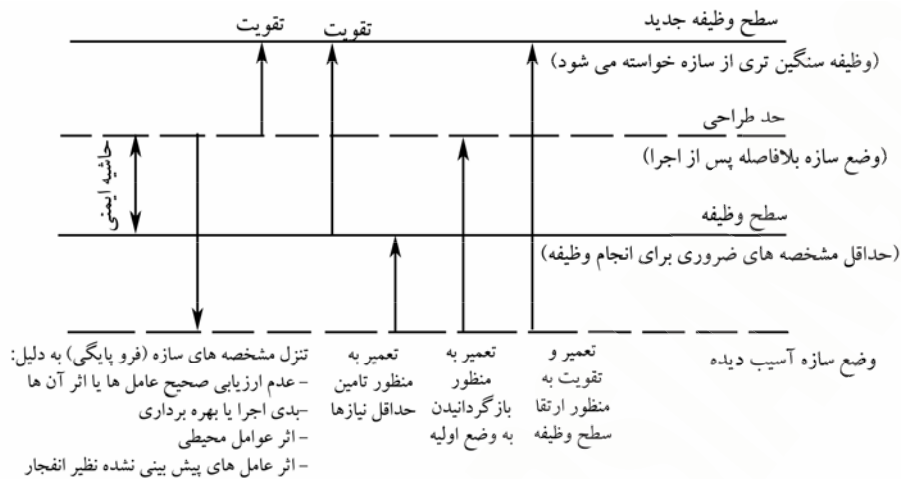 سطح وظیفه جدید
تقویت
تقویت
(وظیفه سنگین تری از سازه خواسته می شود)
حد طراحی
(وضع سازه بلافاصله پس از اجرا)
حاشیه ایمنی
سطح وظیفه
(حداقل مشخصه های ضروری برای انجام وظیفه)
وضع سازه آسیب دیده
تعمیر و
تقویت به
منظور ارتقا
سطح وظیفه
تعمیر به
منظور
بازگردانیدن
به وضع اولیه
تعمیر به
منظور تامین
حداقل نیازها
تنزل مشخصه های سازه (فرو پایگی) به دلیل:
- عدم ارزیابی صحیح عامل ها یا اثر آن ها
-بدی اجرا یا بهره برداری
- اثر عوامل محیطی
- اثر عامل های پیش بینی نشده نظیر انفجار